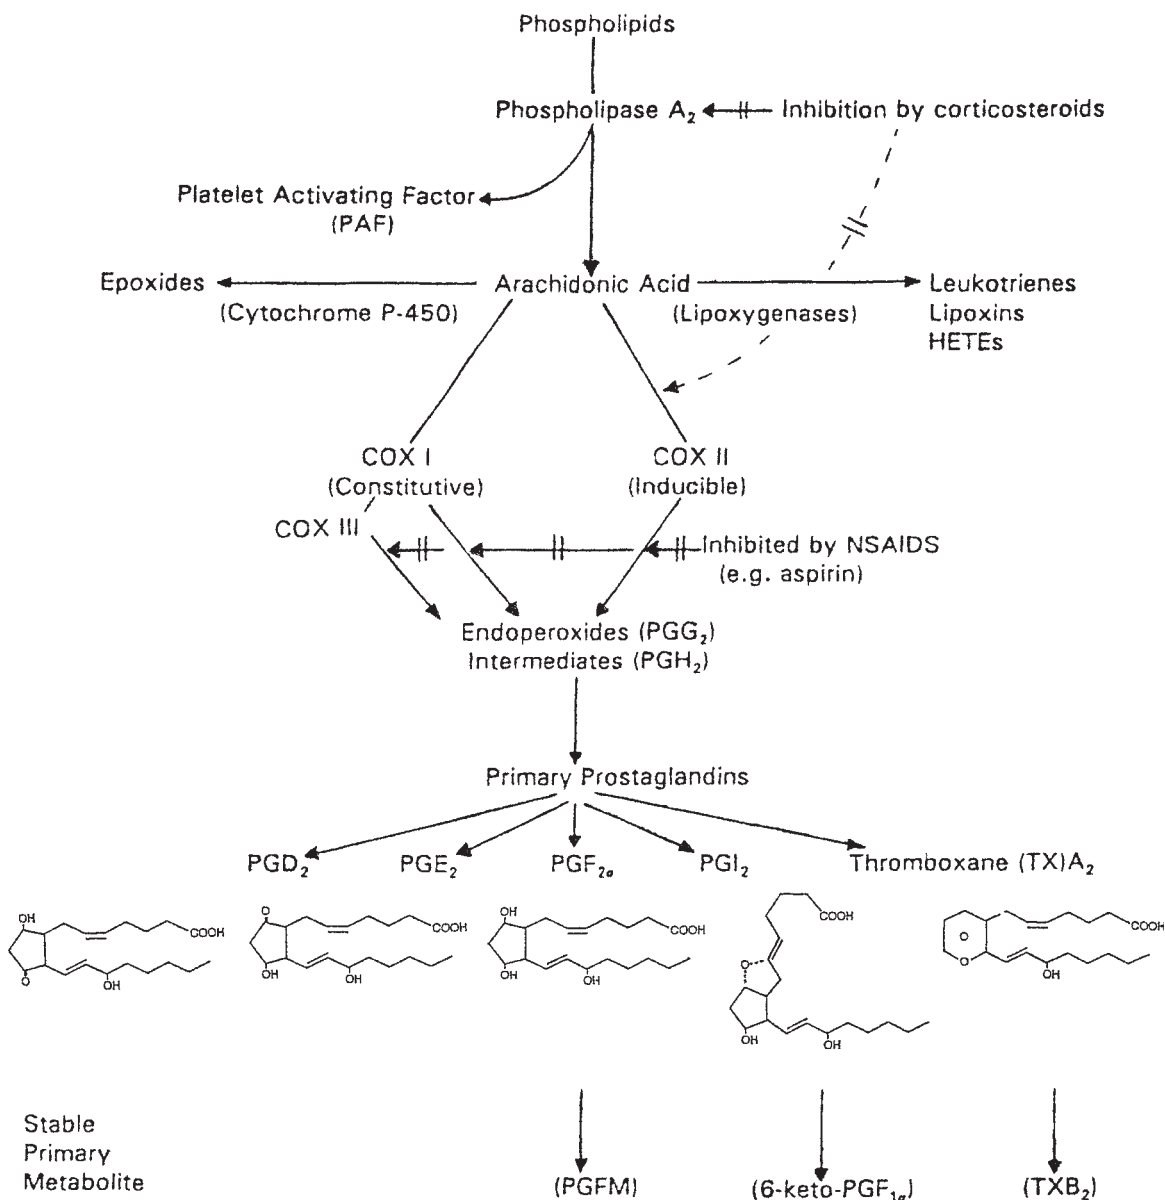 Phospholipids
Phospholipase A₂ Inhibition by corticosteroids
Platelet Activating Factor
(PAF)
Epoxides Arachidonic Acid Leukotrienes
(Cytochrome P-450) (Lipoxygenases) Lipoxins
HETEs
COX I COX II
(Constitutive) (Inducible)
COX III
Inhibited by NSAIDS
(e.g. aspirin)
Endoperoxides (PGG₂)
Intermediates (PGH₂)
Primary Prostaglandins
PGD₂ PGE₂ PGF₂α PGI₂ Thromboxane (TX)A₂
OH COOH O OH
O COOH OH OH
OH COOH OH OH
COOH O OH OH
COOH O O OH
Stable
Primary
Metabolite (PGFM) (6-keto-PGF₁α) (TXB₂)